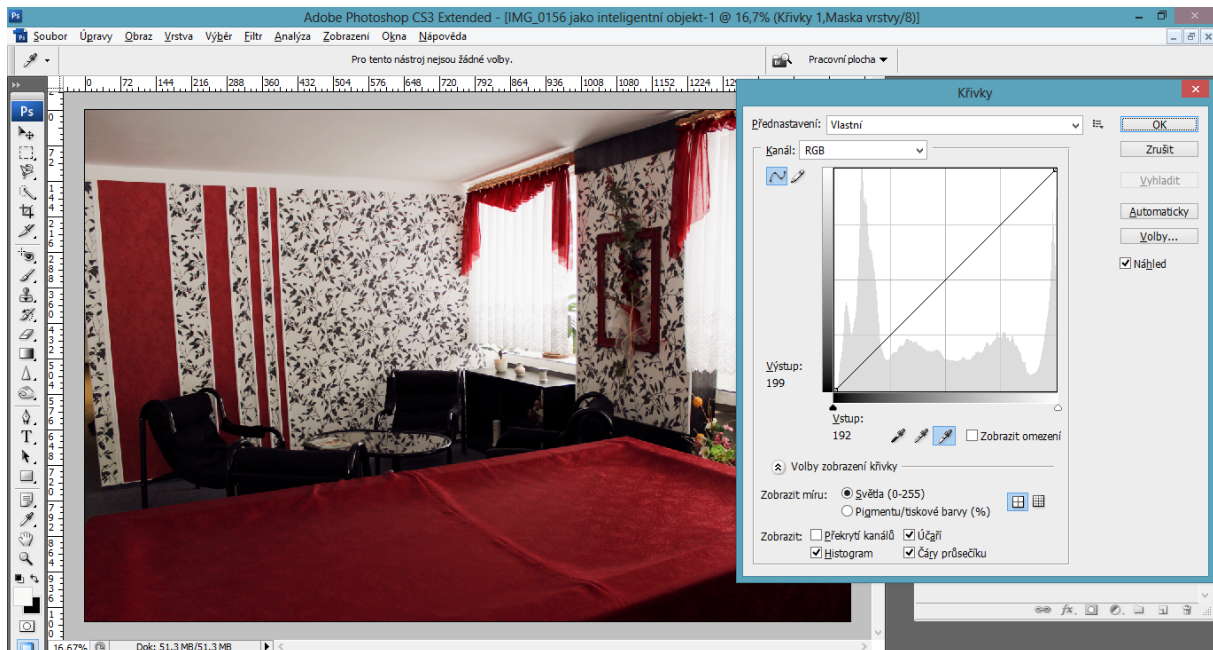 Ps
Adobe Photoshop CS3 Extended - [IMG_0156 jako inteligentní objekt-1 @ 16,7% (Křivky 1,Maska vrstvy/8)]
Ps Soubor Úpravy Obraz Vrstva Výběr Filtr Analýza Zobrazení Okna Nápověda
Pro tento nástroj nejsou žádné volby.
Pracovní plocha
0 72 144 216 288 360 432 504 576 648 720 792 864 936 1008 1080 1152 1224
Ps
Křivky
Přednastavení: Vlastní
OK
Kanál: RGB
Zrušit
Vyhladit
Automaticky
Volby...
Náhled
Výstup:
199
Vstup:
192
Zobrazit omezení
Volby zobrazení křivky
Zobrazit míru: Světla (0-255)
Pigmentu/tiskové barvy (%)
Zobrazit: Překrytí kanálů Účaří
Histogram Čáry průsečíku
16,67% Dok: 51,3 MB/51,3 MB